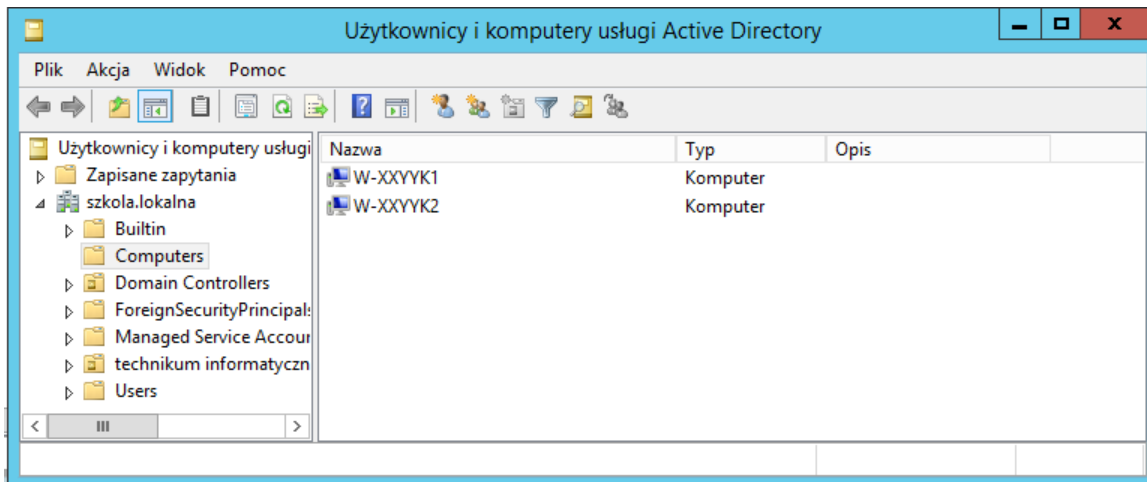 Użytkownicy i komputery usługi Active Directory
Plik Akcja Widok Pomoc
Użytkownicy i komputery usługi
Zapisane zapytania
szkola.lokalna
Builtin
Computers
Domain Controllers
ForeignSecurityPrincipals
Managed Service Accour
technikum informatyczn
Users
Nazwa Typ Opis
W-XXYYK1 Komputer
W-XXYYK2 Komputer